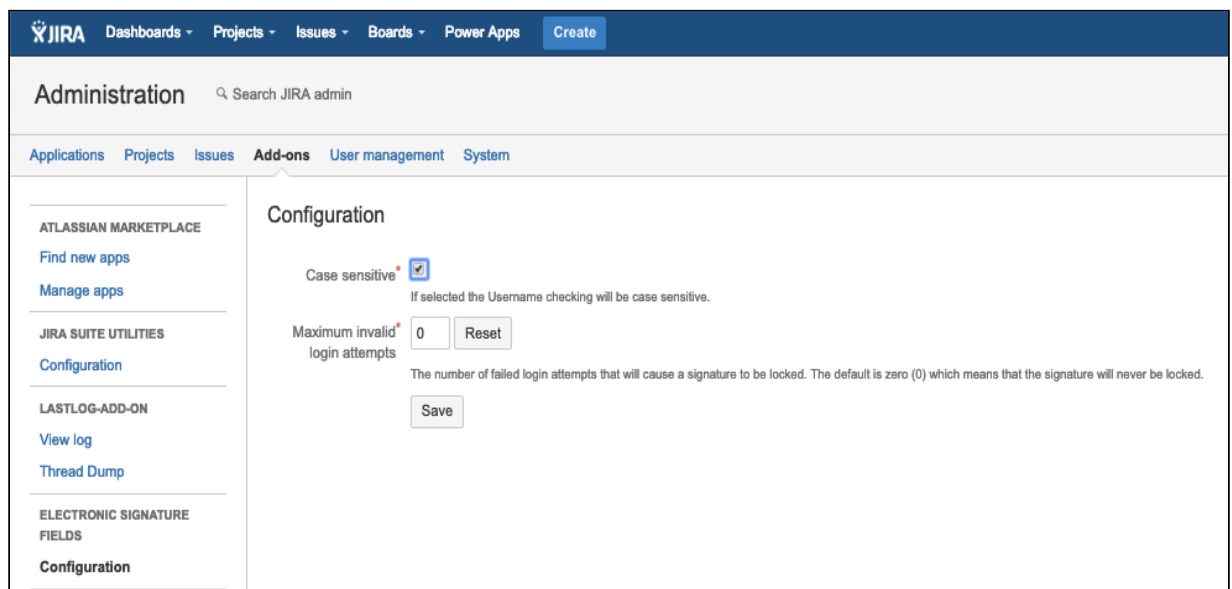 JIRA Dashboards Projects Issues Boards Power Apps Create
Administration Search JIRA admin
Applications Projects Issues Add-ons User management System
ATLASSIAN MARKETPLACE
Find new apps
Manage apps
JIRA SUITE UTILITIES
Configuration
LASTLOG-ADD-ON
View log
Thread Dump
ELECTRONIC SIGNATURE
FIELDS
Configuration
Configuration
Case sensitive*
If selected the Username checking will be case sensitive.
Maximum invalid* 0 Reset
login attempts
The number of failed login attempts that will cause a signature to be locked. The default is zero (0) which means that the signature will never be locked.
Save